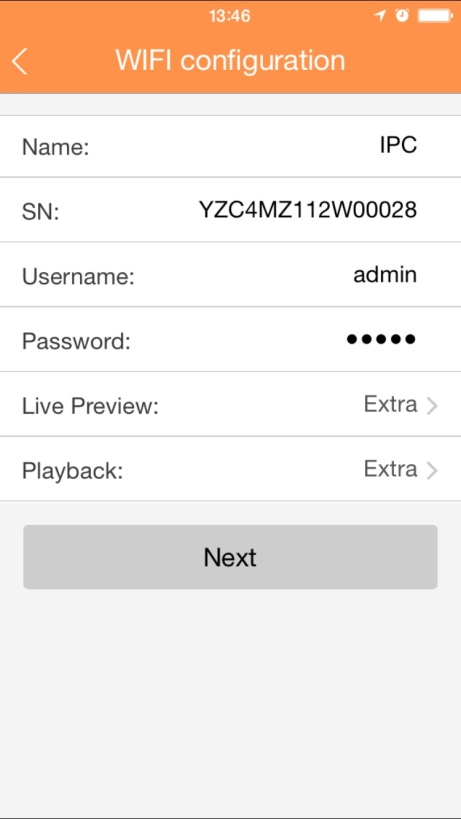 13:46
WIFI configuration
Name: IPC
SN: YZC4MZ112W00028
Username: admin
Password: •••••
Live Preview: Extra
Playback: Extra
Next